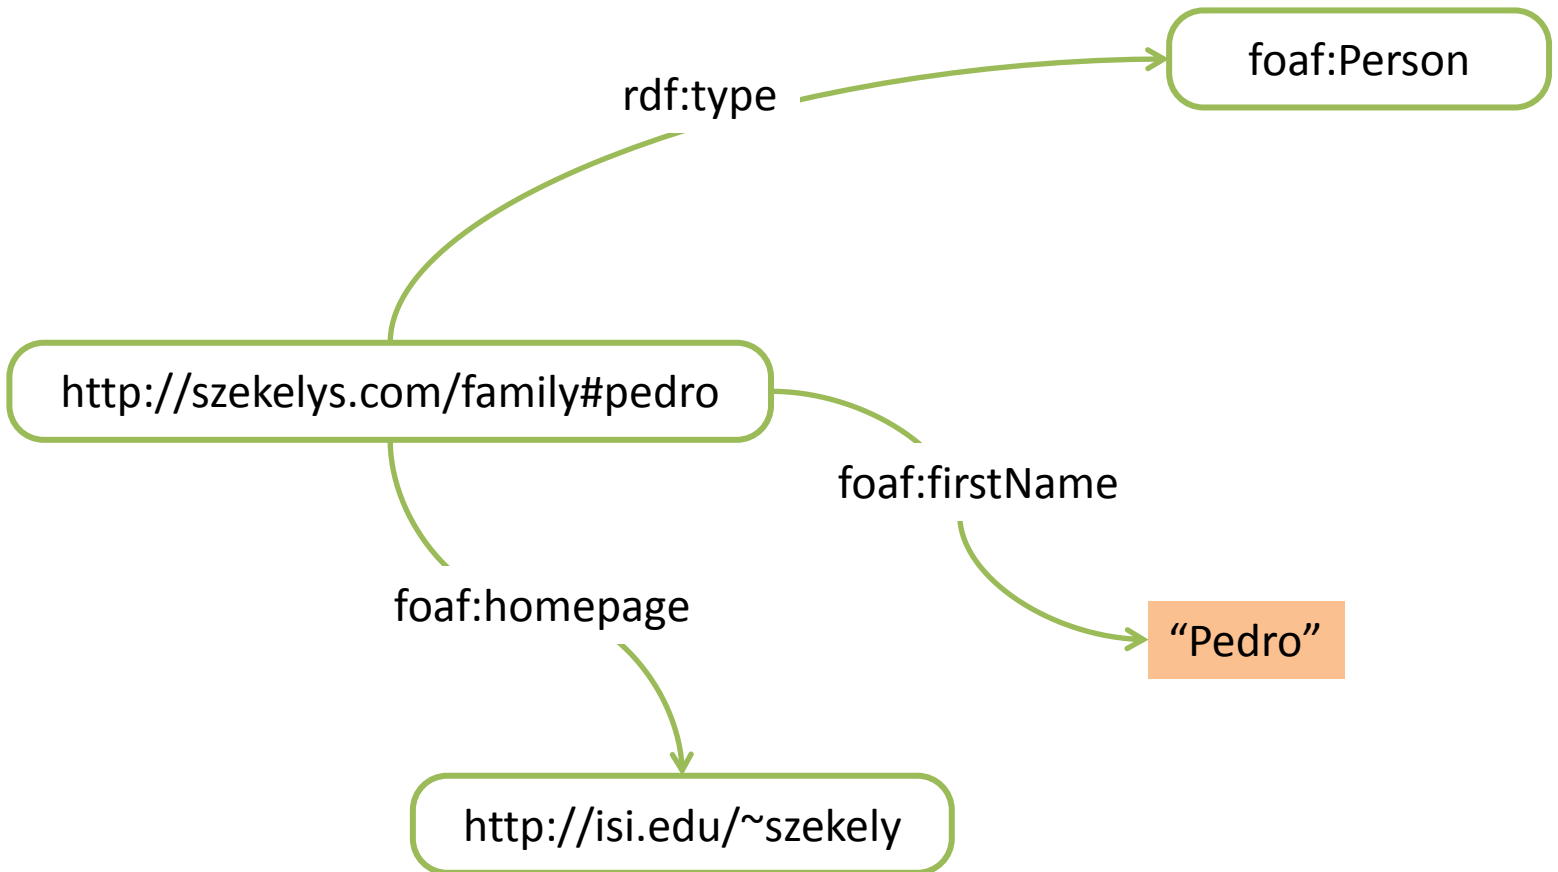 foaf:Person
rdf:type
http://szekelys.com/family#pedro
foaf:firstName
foaf:homepage
“Pedro”
http://isi.edu/~szekely